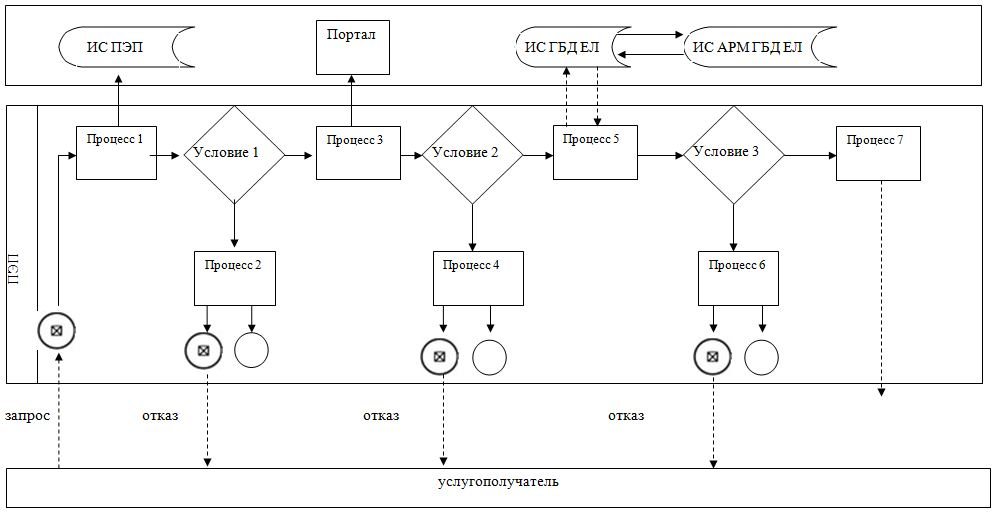 ИС ПЭП
Портал
ИС ГБД ЕЛ
ИС АРМ ГБД ЕЛ
Процесс 1
Условие 1
Процесс 3
Условие 2
Процесс 5
Условие 3
Процесс 7
ПЭП
Процесс 2
Процесс 4
Процесс 6
запрос
отказ
отказ
отказ
услугополучатель